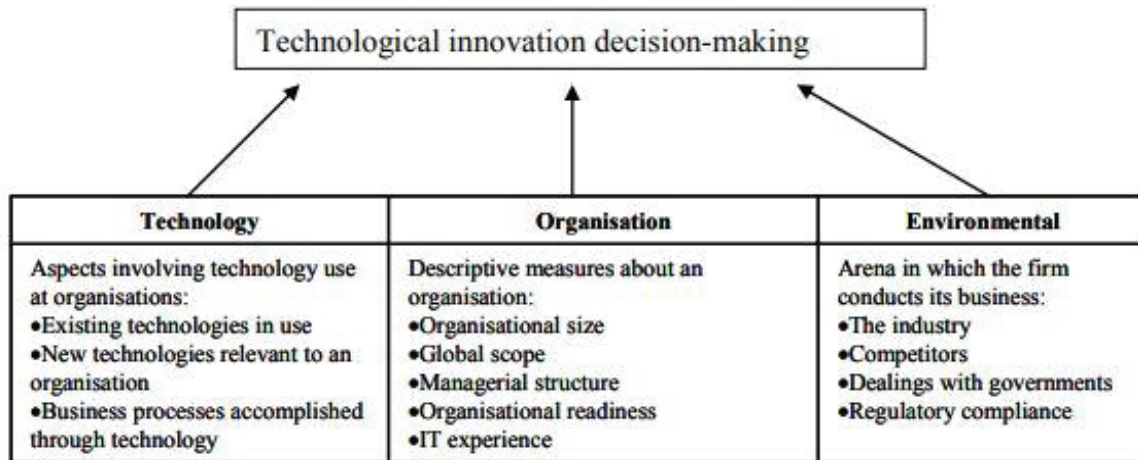 Technological innovation decision-making
Technology
Organisation
Environmental
Aspects involving technology use
at organisations:
•Existing technologies in use
•New technologies relevant to an
organisation
•Business processes accomplished
through technology
Descriptive measures about an
organisation:
•Organisational size
•Global scope
•Managerial structure
•Organisational readiness
•IT experience
Arena in which the firm
conducts its business:
•The industry
•Competitors
•Dealings with governments
•Regulatory compliance